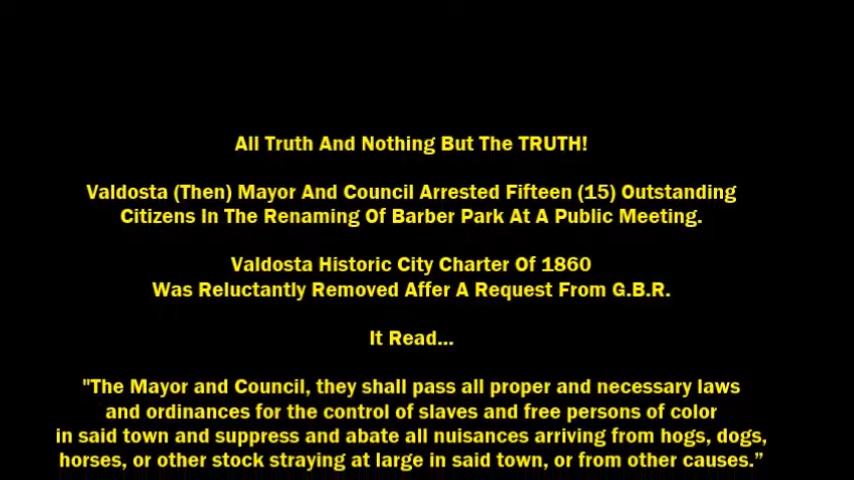 All Truth And Nothing But The TRUTH!
Valdosta (Then) Mayor And Council Arrested Fifteen (15) Outstanding
Citizens In The Renaming Of Barber Park At A Public Meeting.
Valdosta Historic City Charter Of 1860
Was Reluctantly Removed Affer A Request From G.B.R.
It Read...
"The Mayor and Council, they shall pass all proper and necessary laws
and ordinances for the control of slaves and free persons of color
in said town and suppress and abate all nuisances arriving from hogs, dogs,
horses, or other stock straying at large in said town, or from other causes.”